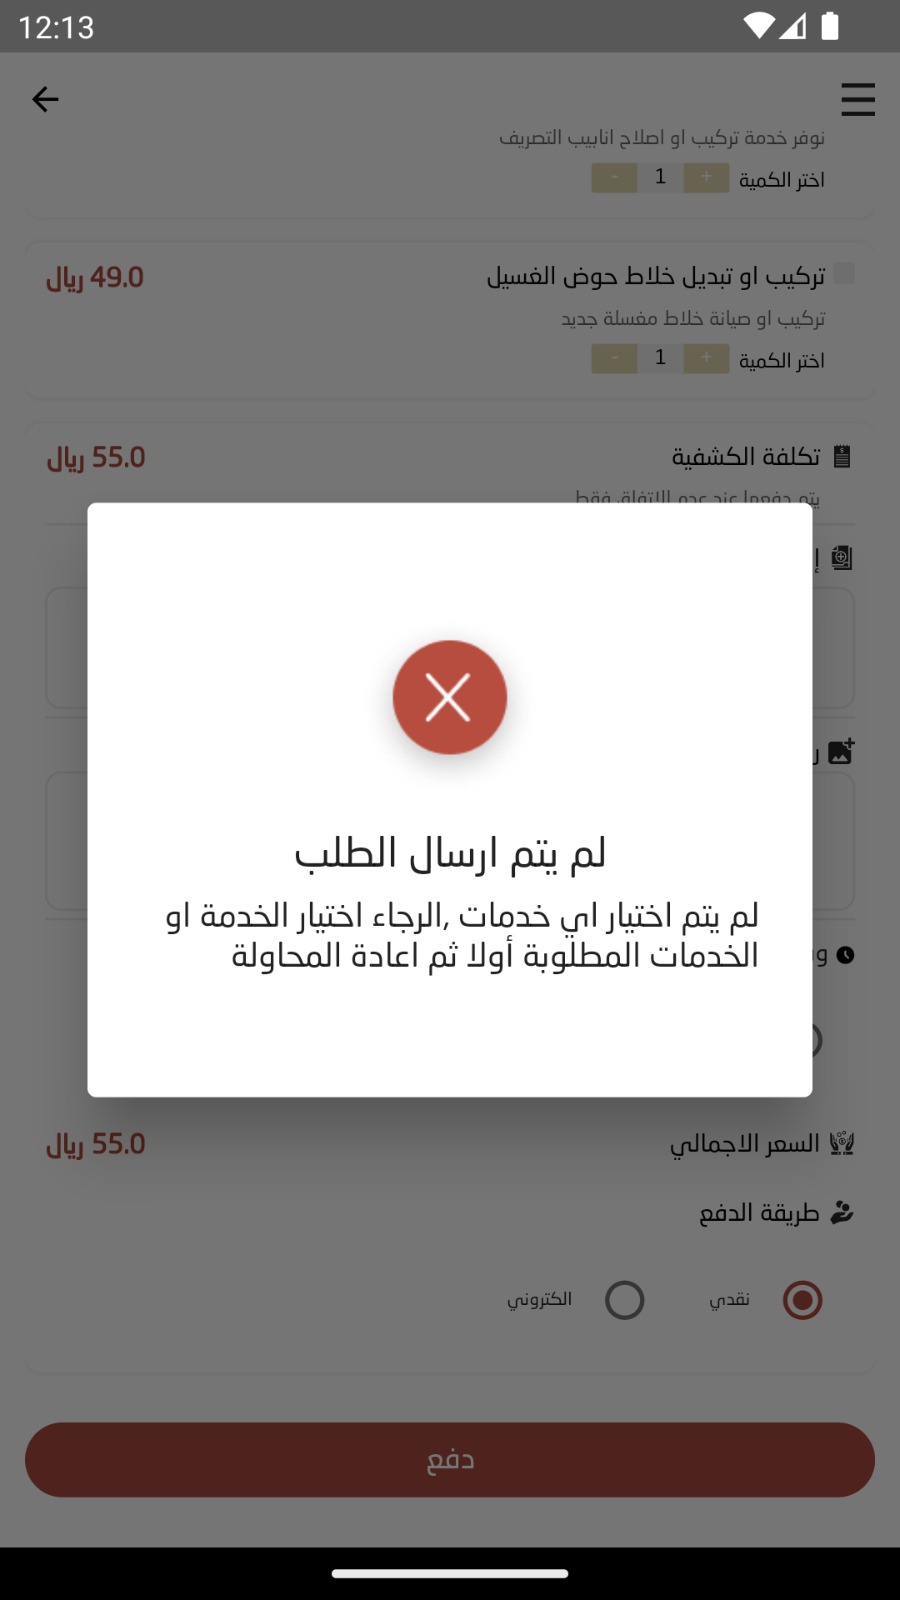 12:13
نوفر خدمة تركيب او اصلاح انابيب التصريف
اختر الكمية + 1 -
تركيب او تبديل خلاط حوض الغسيل 49.0 ريال
تركيب او صيانة خلاط مغسلة جديد
اختر الكمية + 1 -
تكلفة الكشفية 55.0 ريال
يتم دفعها عند عدم الاتفاق فقط
لم يتم ارسال الطلب
لم يتم اختيار اي خدمات ,الرجاء اختيار الخدمة او
الخدمات المطلوبة أولا ثم اعادة المحاولة
السعر الاجمالي 55.0 ريال
طريقة الدفع
نقدي الكتروني
دفع